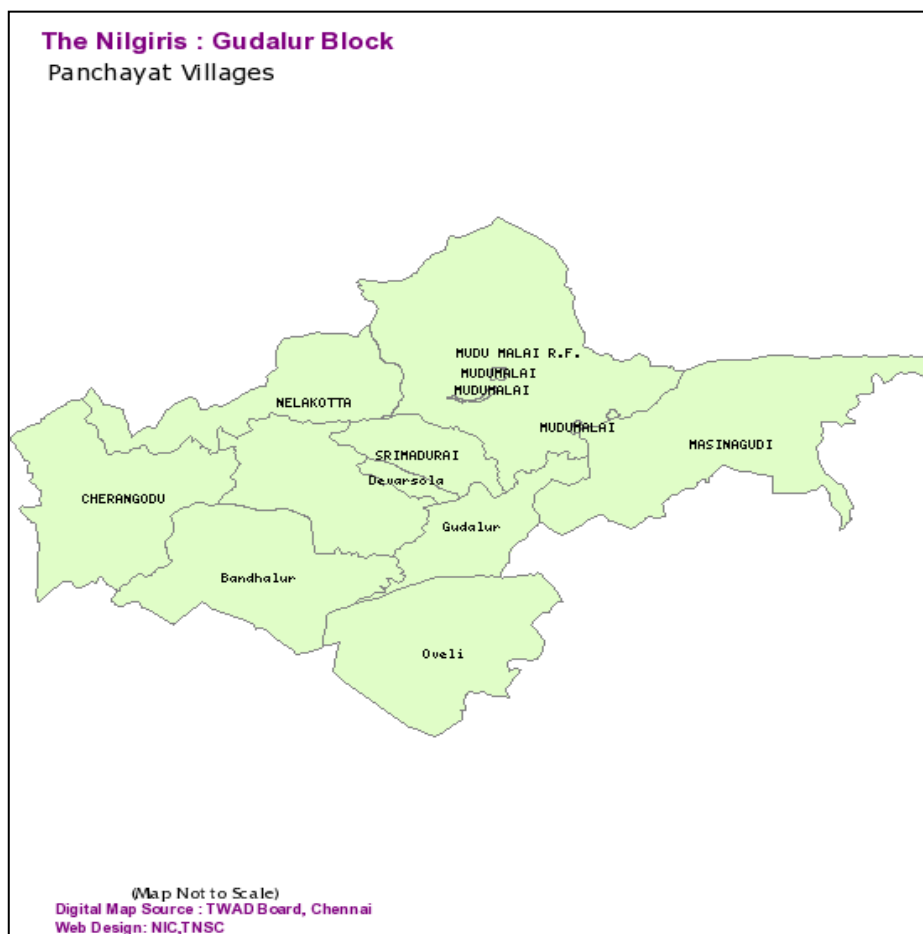 The Nilgiris : Gudalur Block
Panchayat Villages
MUDU MALAI R.F.
MUDUMALAI
MUDUMALAI
NELAKOTTA
MUDUMALAI
MASINAGUDI
SRIMADURAI
Devarsola
CHERANGODU
Gudalur
Bandhalur
Oveli
(Map Not to Scale)
Digital Map Source : TWAD Board, Chennai
Web Design: NIC,TNSC